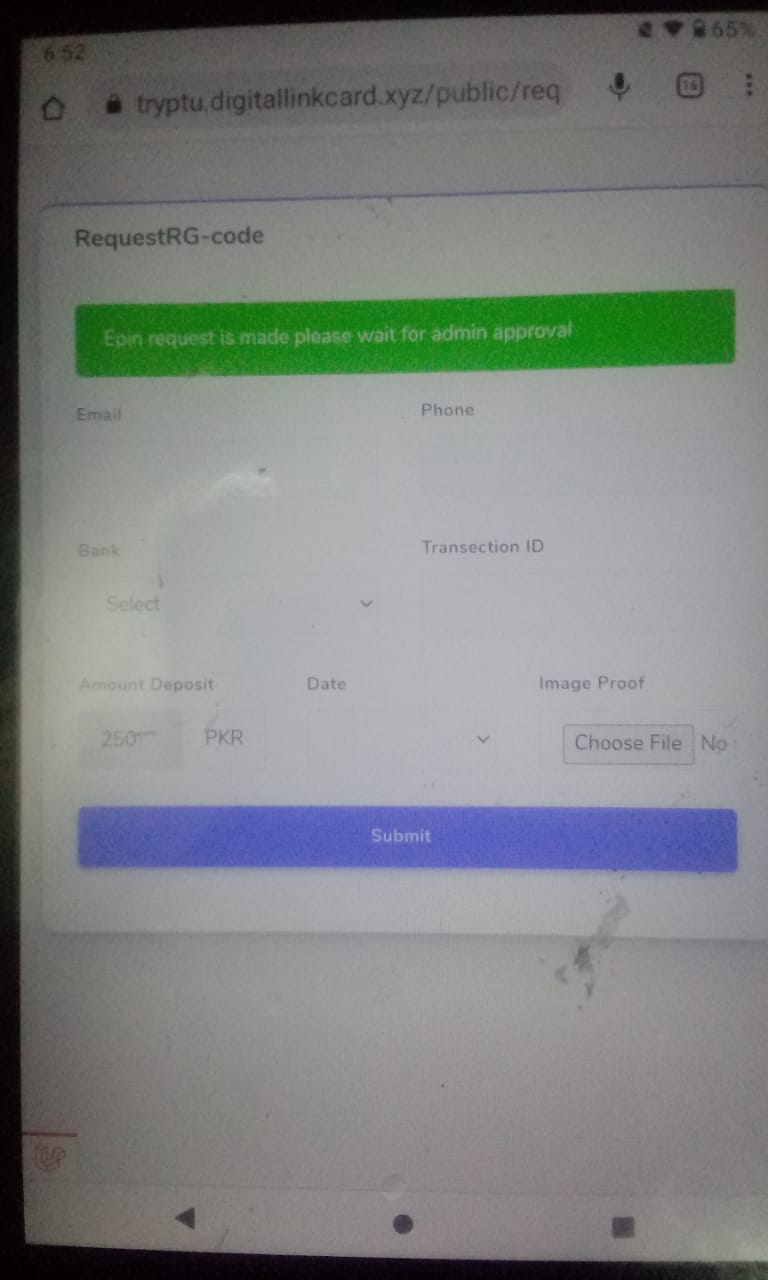 6:52
65%
tryptu.digitallinkcard.xyz/public/req
16
RequestRG-code
Epin request is made please wait for admin approval
Email Phone
Bank Transection ID
Select
Amount Deposit Date Image Proof
250 PKR Choose File No
Submit